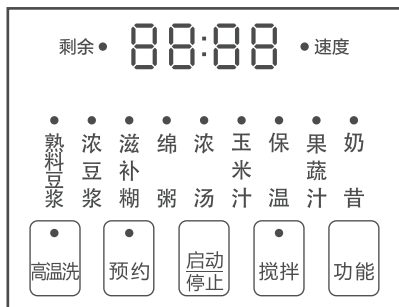 剩余 88:88 速度
熟料豆浆 浓豆浆 滋补糊 绵粥 浓汤 玉米汁 保温 果蔬汁 奶昔
高温洗 预约 启动 搅拌 功能
停止